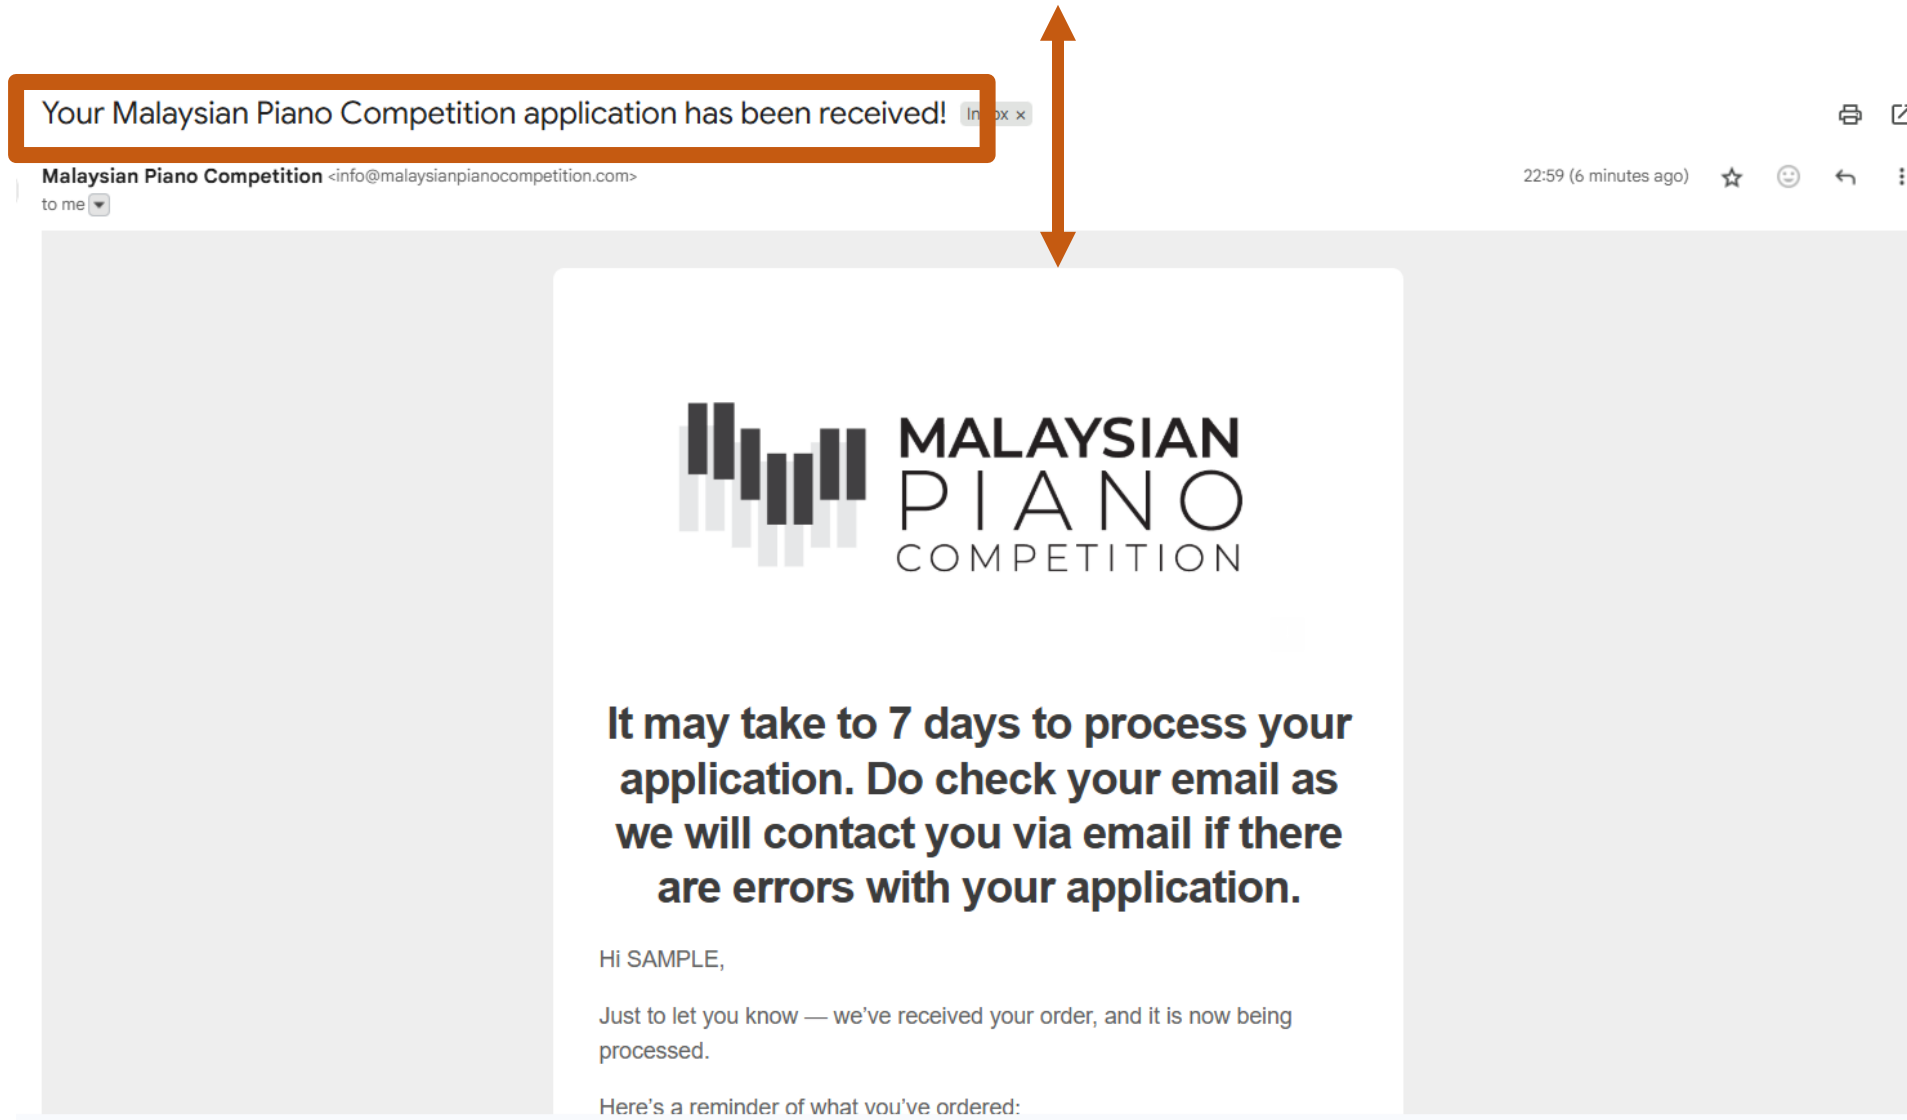 Your Malaysian Piano Competition application has been received! Inbox ×
Malaysian Piano Competition <info@malaysianpianocompetition.com>
22:59 (6 minutes ago)
to me
MALAYSIAN
PIANO
COMPETITION
It may take to 7 days to process your
application. Do check your email as
we will contact you via email if there
are errors with your application.
Hi SAMPLE,
Just to let you know — we’ve received your order, and it is now being
processed.
Here’s a reminder of what you’ve ordered: